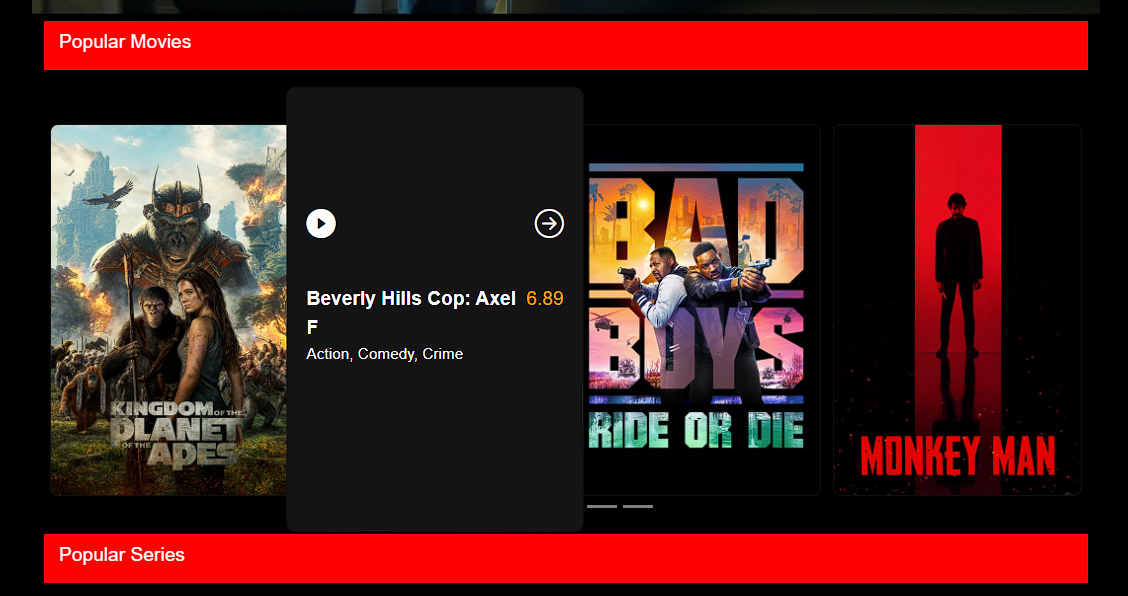 Popular Movies
Beverly Hills Cop: Axel 6.89
F
Action, Comedy, Crime
KINGDOM OF THE
PLANET
OF THE APES
BAD
BOYS
RIDE OR DIE
MONKEY MAN
Popular Series